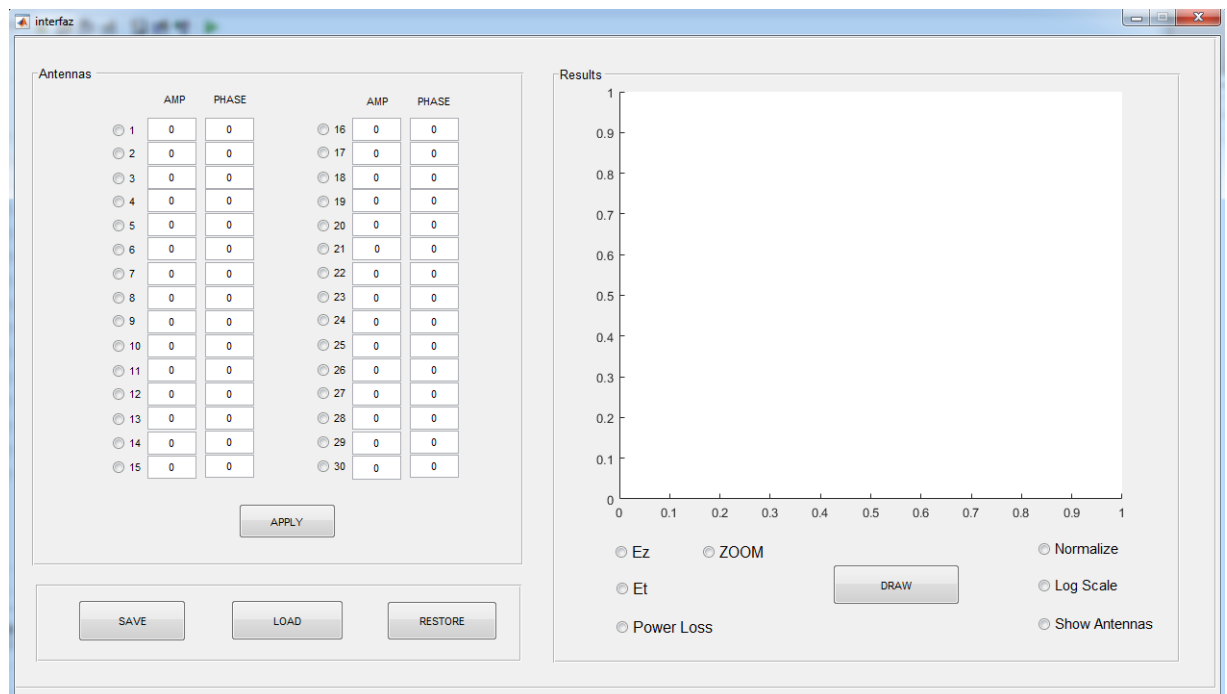 interfaz
Antennas
AMP PHASE AMP PHASE
1 0 0 16 0 0
2 0 0 17 0 0
3 0 0 18 0 0
4 0 0 19 0 0
5 0 0 20 0 0
6 0 0 21 0 0
7 0 0 22 0 0
8 0 0 23 0 0
9 0 0 24 0 0
10 0 0 25 0 0
11 0 0 26 0 0
12 0 0 27 0 0
13 0 0 28 0 0
14 0 0 29 0 0
15 0 0 30 0 0
APPLY
SAVE LOAD RESTORE
Results
1
0.9
0.8
0.7
0.6
0.5
0.4
0.3
0.2
0.1
0
0 0.1 0.2 0.3 0.4 0.5 0.6 0.7 0.8 0.9 1
Ez ZOOM Normalize
Et DRAW Log Scale
Power Loss Show Antennas